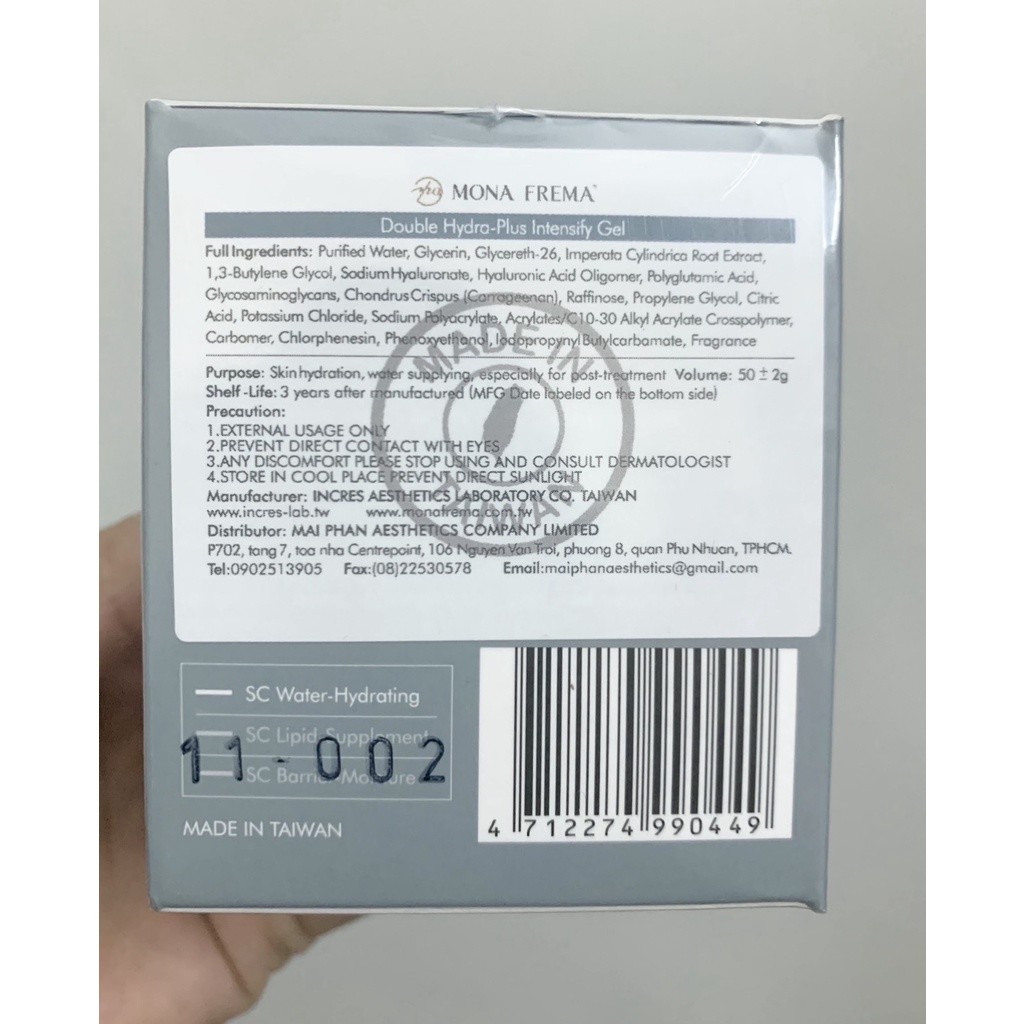 MONA FREMA
Double Hydra-Plus Intensify Gel
Full Ingredients: Purified Water, Glycerin, Glycereth-26, Imperata Cylindrica Root Extract,
1,3-Butylene Glycol, Sodium Hyaluronate, Hyaluronic Acid Oligomer, Polyglutamic Acid,
Glycosaminoglycans, Chondrus Crispus (Carrageenan), Raffinose, Propylene Glycol, Citric
Acid, Potassium Chloride, Sodium Polyacrylate, Acrylates/C10-30 Alkyl Acrylate Crosspolymer,
Carbomer, Chlorphenesin, Phenoxyethanol, Iodopropynyl Butylcarbamate, Fragrance
Purpose: Skin hydration, water supplying, especially for post-treatment Volume: 50 ± 2g
Shelf-Life: 3 years after manufactured (MFG Date labeled on the bottom side)
Precaution:
1.EXTERNAL USAGE ONLY
2.PREVENT DIRECT CONTACT WITH EYES
3.ANY DISCOMFORT PLEASE STOP USING AND CONSULT DERMATOLOGIST
4.STORE IN COOL PLACE PREVENT DIRECT SUNLIGHT
Manufacturer: INCRES AESTHETICS LABORATORY CO. TAIWAN
www.incres-lab.tw www.monafrema.com.tw
Distributor: MAI PHAN AESTHETICS COMPANY LIMITED
P702, tang 7, toa nha Centrepoint, 106 Nguyen Van Troi, phuong 8, quan Phu Nhuan, TPHCM.
Tel:0902513905 Fax:(08)22530578 Email:maiphanaesthetics@gmail.com
MADE IN
TAIWAN
SC Water-Hydrating
SC Lipid-Supplement
11-002
SC Barrier-Moisture
MADE IN TAIWAN
4 712274 990449